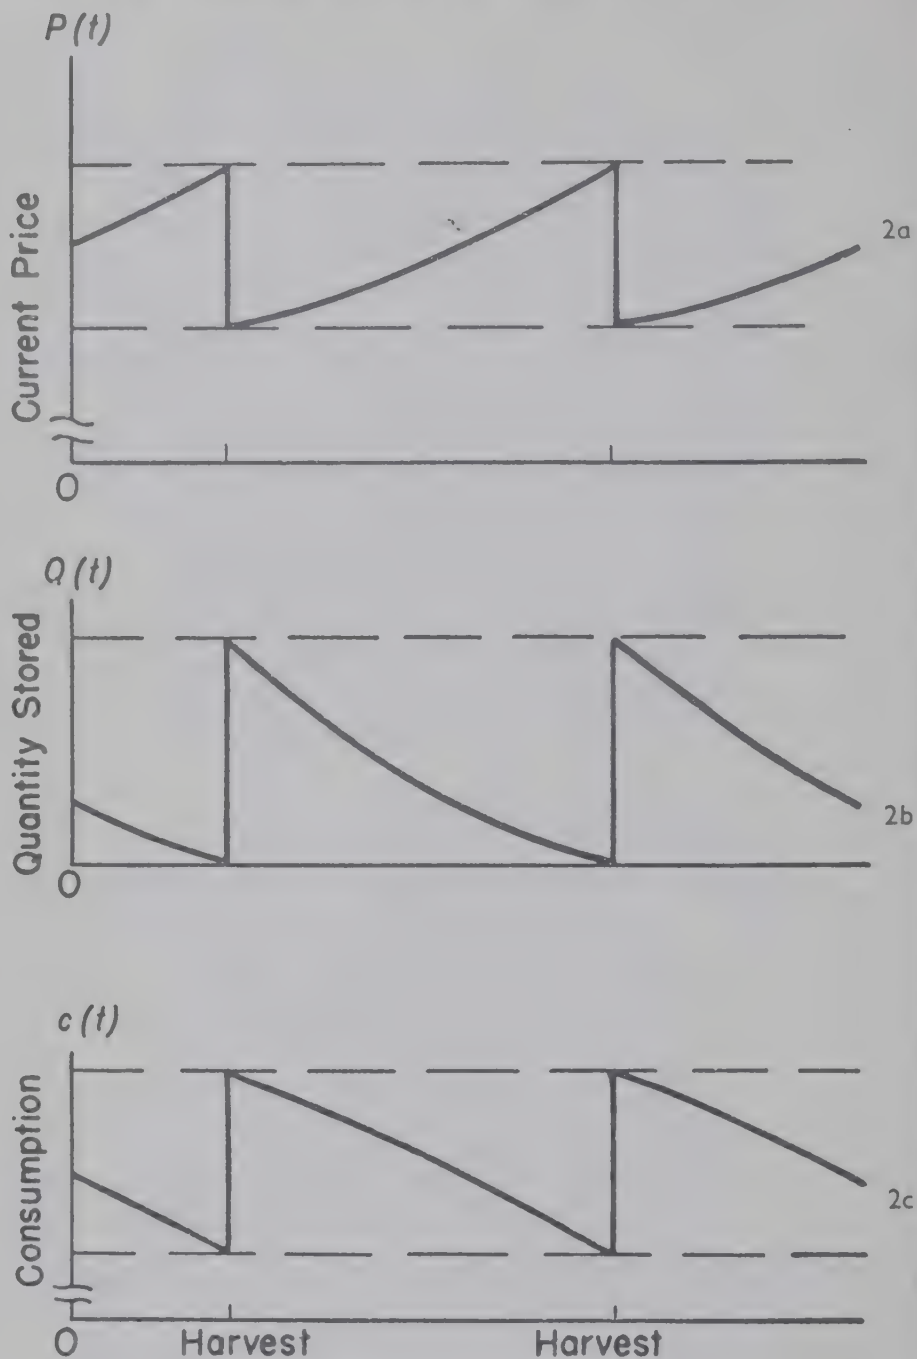 P(t)
Current Price
2a
0
Q(t)
Quantity Stored
2b
0
c(t)
Consumption
2c
0 Harvest Harvest